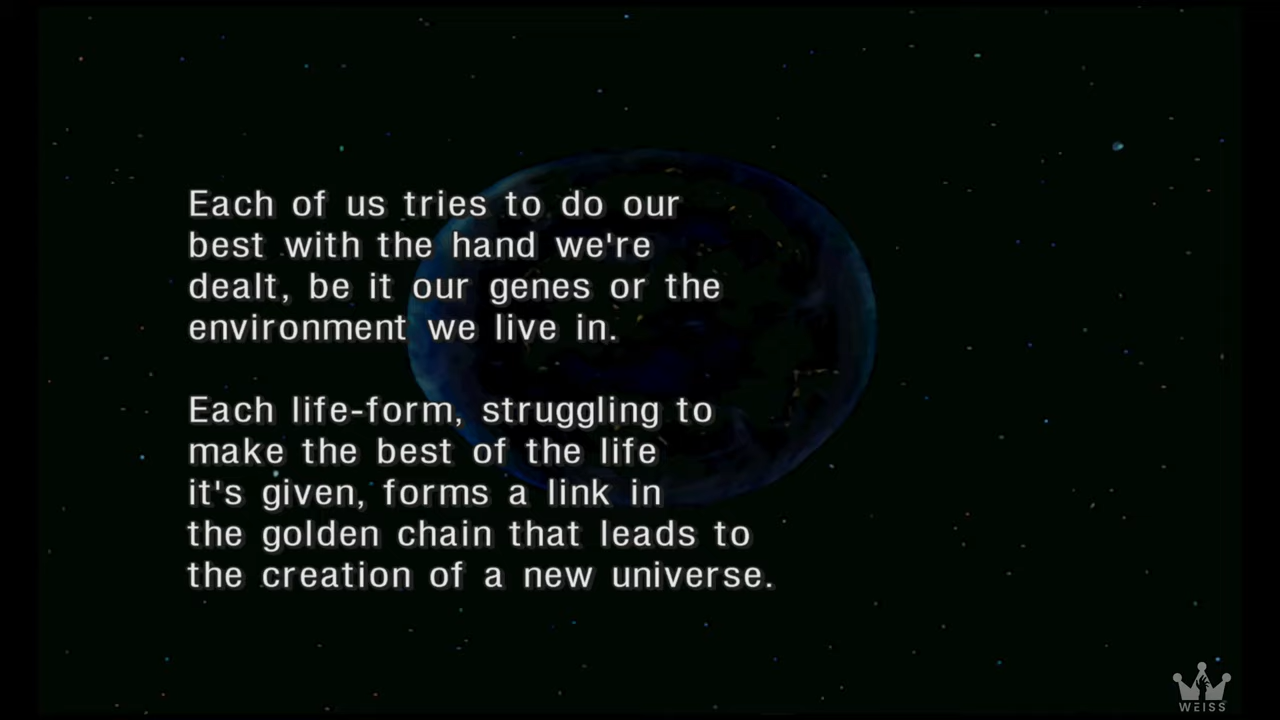 Each of us tries to do our
best with the hand we're
dealt, be it our genes or the
environment we live in.
Each life-form, struggling to
make the best of the life
it's given, forms a link in
the golden chain that leads to
the creation of a new universe.
WEISS